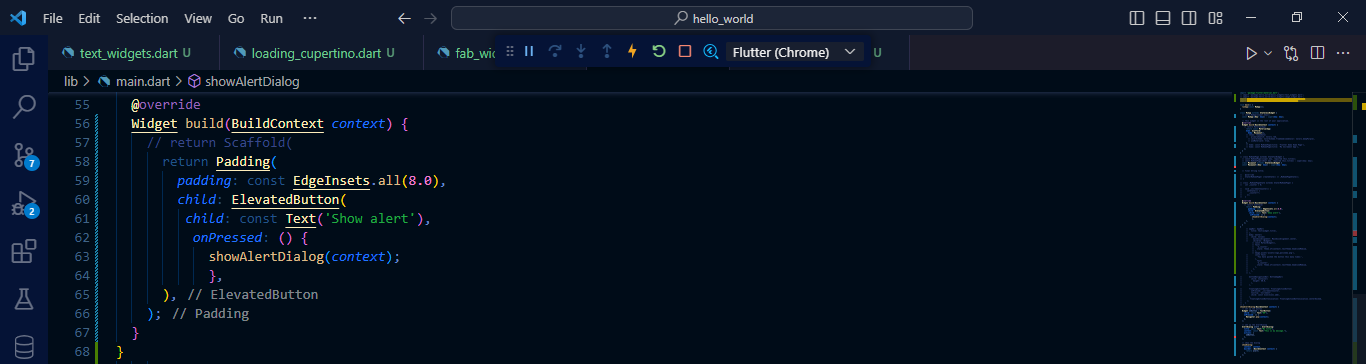 File Edit Selection View Go Run ···
hello_world
text_widgets.dart U loading_cupertino.dart U fab_wi Flutter (Chrome) U
lib > main.dart > showAlertDialog
55 @override
56 Widget build(BuildContext context) {
57 // return Scaffold(
58 return Padding(
59 padding: const EdgeInsets.all(8.0),
60 child: ElevatedButton(
61 child: const Text('Show alert'),
62 onPressed: () {
63 showAlertDialog(context);
64 },
65 ), // ElevatedButton
66 ); // Padding
67 }
68 }
7
2